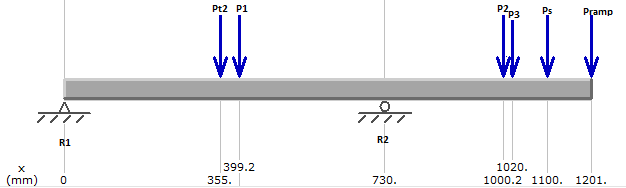 Pt2 P1 P2 P3 Ps Pramp
R1 R2
x 399.2 1020.
(mm) 0 355. 730. 1000.2 1100. 1201.